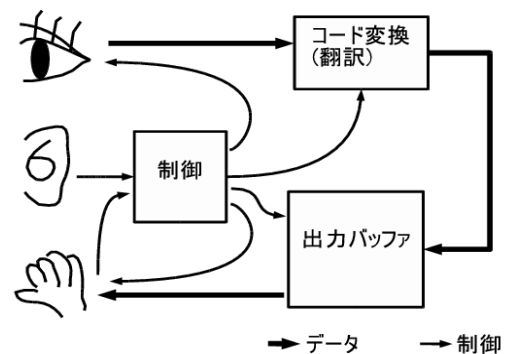 コード変換
(翻訳)
制御
出力バッファ
データ
制御